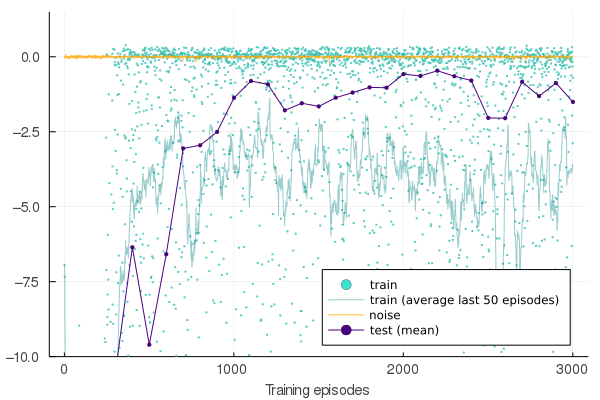 0.0
−2.5
−5.0
−7.5
−10.0
train
train (average last 50 episodes)
noise
test (mean)
0 1000 2000 3000
Training episodes